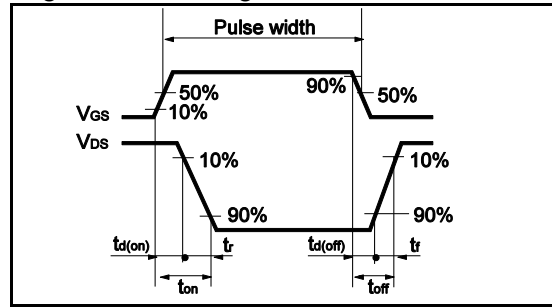 Pulse width
90%
50%
50%
10%
VGS
VDS
10%
10%
90%
90%
td(on)
tr
td(off)
tf
ton
toff